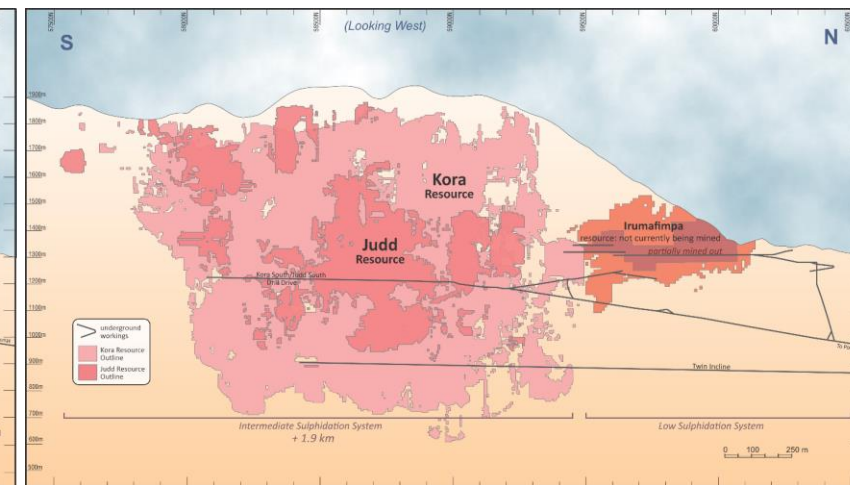 (Looking West)
S
N
1900m
1800m
1700m
1600m
1500m
1400m
1300m
1200m
1100m
1000m
900m
800m
700m
600m
500m
Kora
Resource
Judd
Resource
Irumafimpa
resource: not currently being mined
partially mined out
Kora South/Judd South
Drill Drive
Twin Incline
underground
workings
Kora Resource
Outline
Judd Resource
Outline
Intermediate Sulphidation System
+ 1.9 km
Low Sulphidation System
0 100 250 m